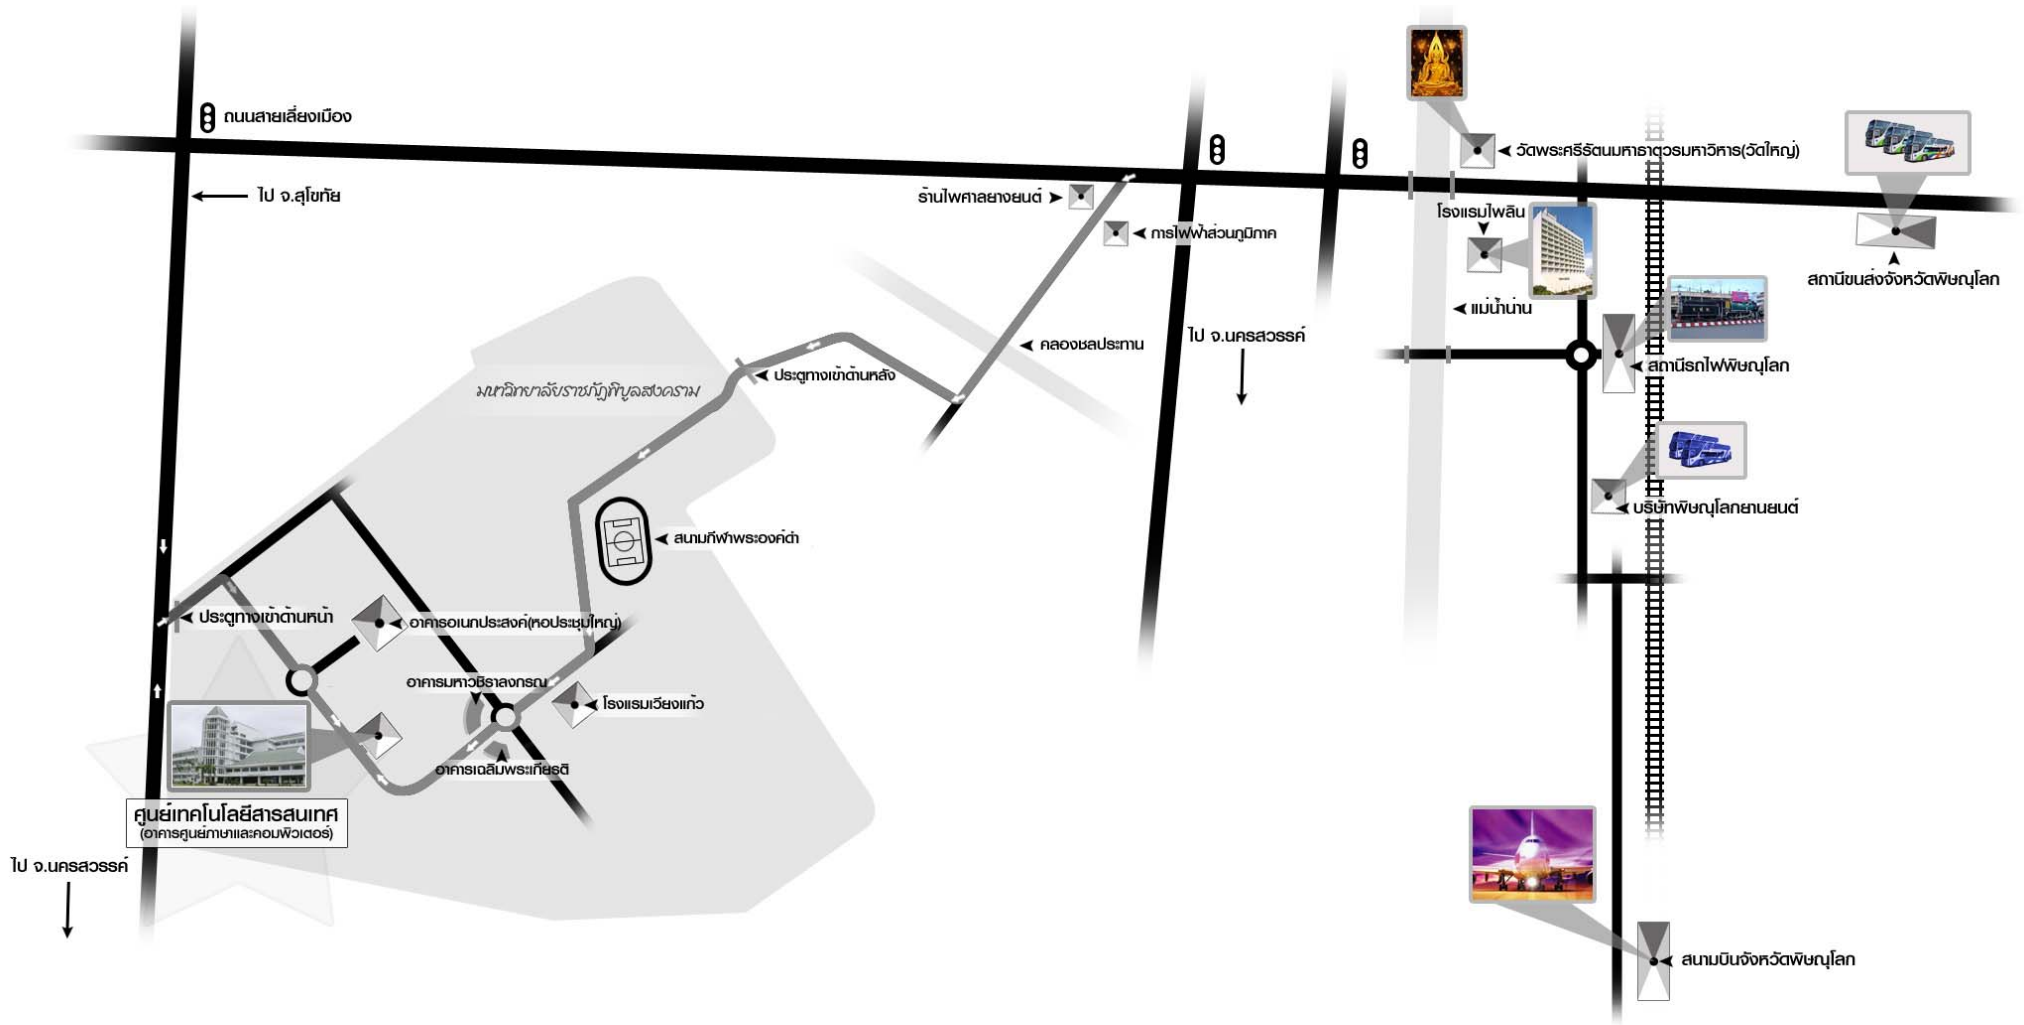 ถนนสายเลี่ยงเมือง
วัดพระศรีรัตนมหาธาตุวรมหาวิหาร(วัดใหญ่)
ไป จ.สุโขทัย
ร้านไพศาลยางยนต์
โรงแรมไพลิน
การไฟฟ้าส่วนภูมิภาค
สถานีขนส่งจังหวัดพิษณุโลก
แม่น้ำน่าน
ไป จ.นครสวรรค์
คลองชลประทาน
สถานีรถไฟพิษณุโลก
ประตูทางเข้าด้านหลัง
มหาวิทยาลัยราชภัฏพิบูลสงคราม
บริษัทพิษณุโลกยานยนต์
สนามกีฬาพระองค์ดำ
ประตูทางเข้าด้านหน้า
อาคารอเนกประสงค์(หอประชุมใหญ่)
อาคารมหาวชิราลงกรณ
โรงแรมเวียงแก้ว
อาคารเฉลิมพระเกียรติ
ศูนย์เทคโนโลยีสารสนเทศ
(อาคารศูนย์ภาษาและคอมพิวเตอร์)
ไป จ.นครสวรรค์
สนามบินจังหวัดพิษณุโลก